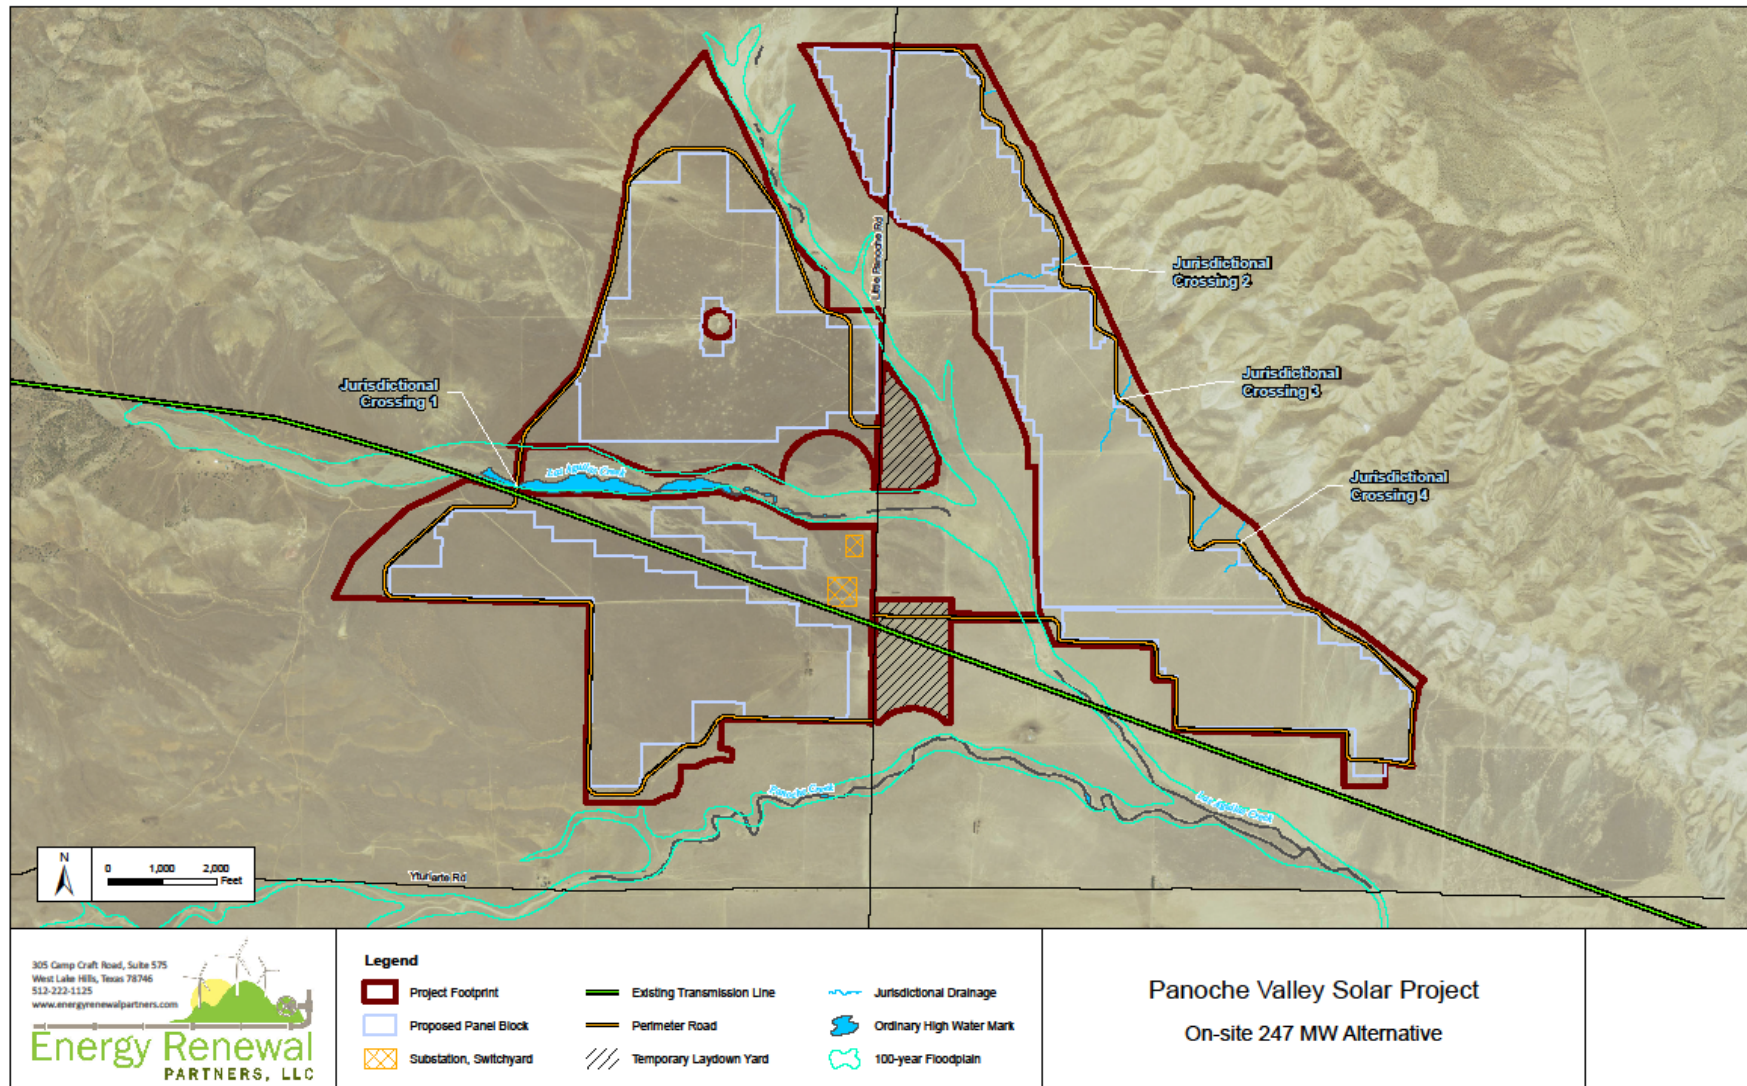 Little Panoche Rd
Jurisdictional
Crossing 2
Jurisdictional
Crossing 1
Jurisdictional
Crossing 3
Los Aguilas Creek
Jurisdictional
Crossing 4
Panoche Creek
Los Aguilas Creek
N
0 1,000 2,000
Feet
Yturiarte Rd
305 Camp Craft Road, Suite 575
West Lake Hills, Texas 78746
512-222-1125
www.energyrenewalpartners.com
Energy Renewal
PARTNERS, LLC
Legend
Project Footprint
Proposed Panel Block
Substation, Switchyard
Existing Transmission Line
Perimeter Road
Temporary Laydown Yard
Jurisdictional Drainage
Ordinary High Water Mark
100-year Floodplain
Panoche Valley Solar Project
On-site 247 MW Alternative